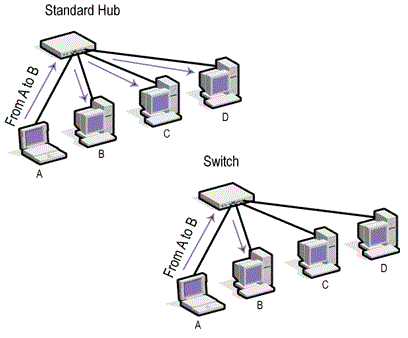 Standard Hub
From A to B
A
B
C
D
Switch
From A to B
A
B
C
D